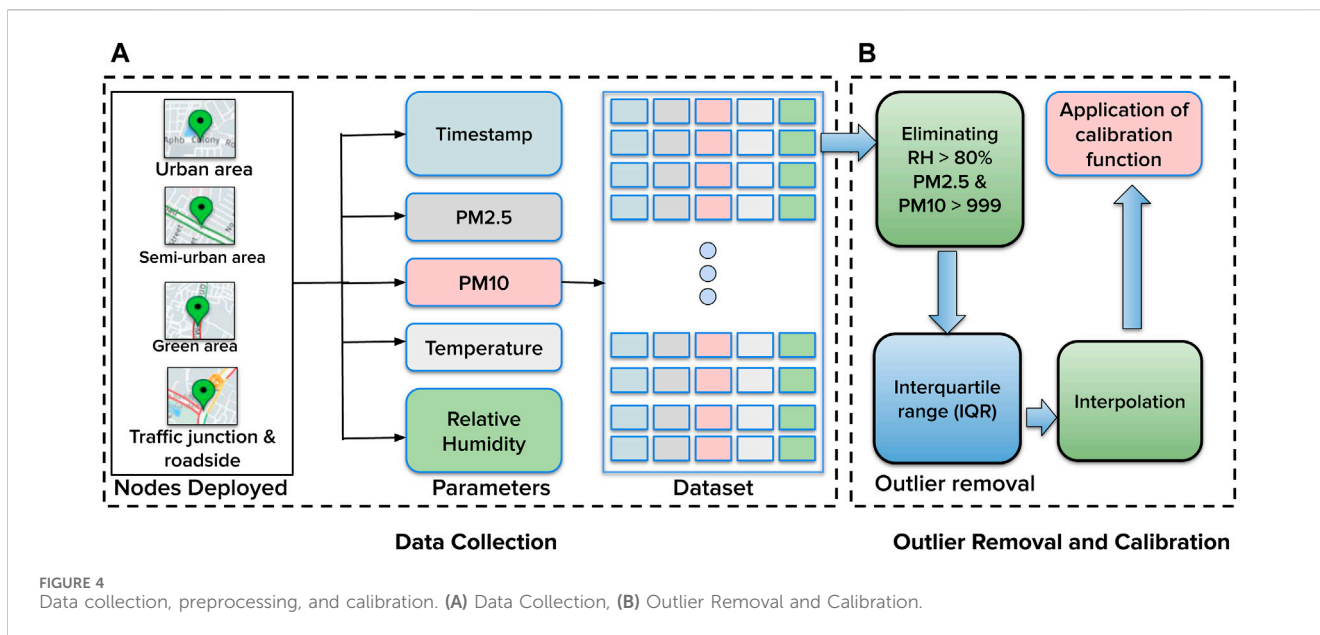 A
B
Aphb Colony Ro
Urban area
Semi-urban area
Green area
Traffic junction &
roadside
Nodes Deployed
Timestamp
PM2.5
PM10
Temperature
Relative
Humidity
Parameters
Dataset
Data Collection
Eliminating
RH > 80%
PM2.5 &
PM10 > 999
Application of
calibration
function
Interquartile
range (IQR)
Interpolation
Outlier removal
Outlier Removal and Calibration
FIGURE 4
Data collection, preprocessing, and calibration. (A) Data Collection, (B) Outlier Removal and Calibration.